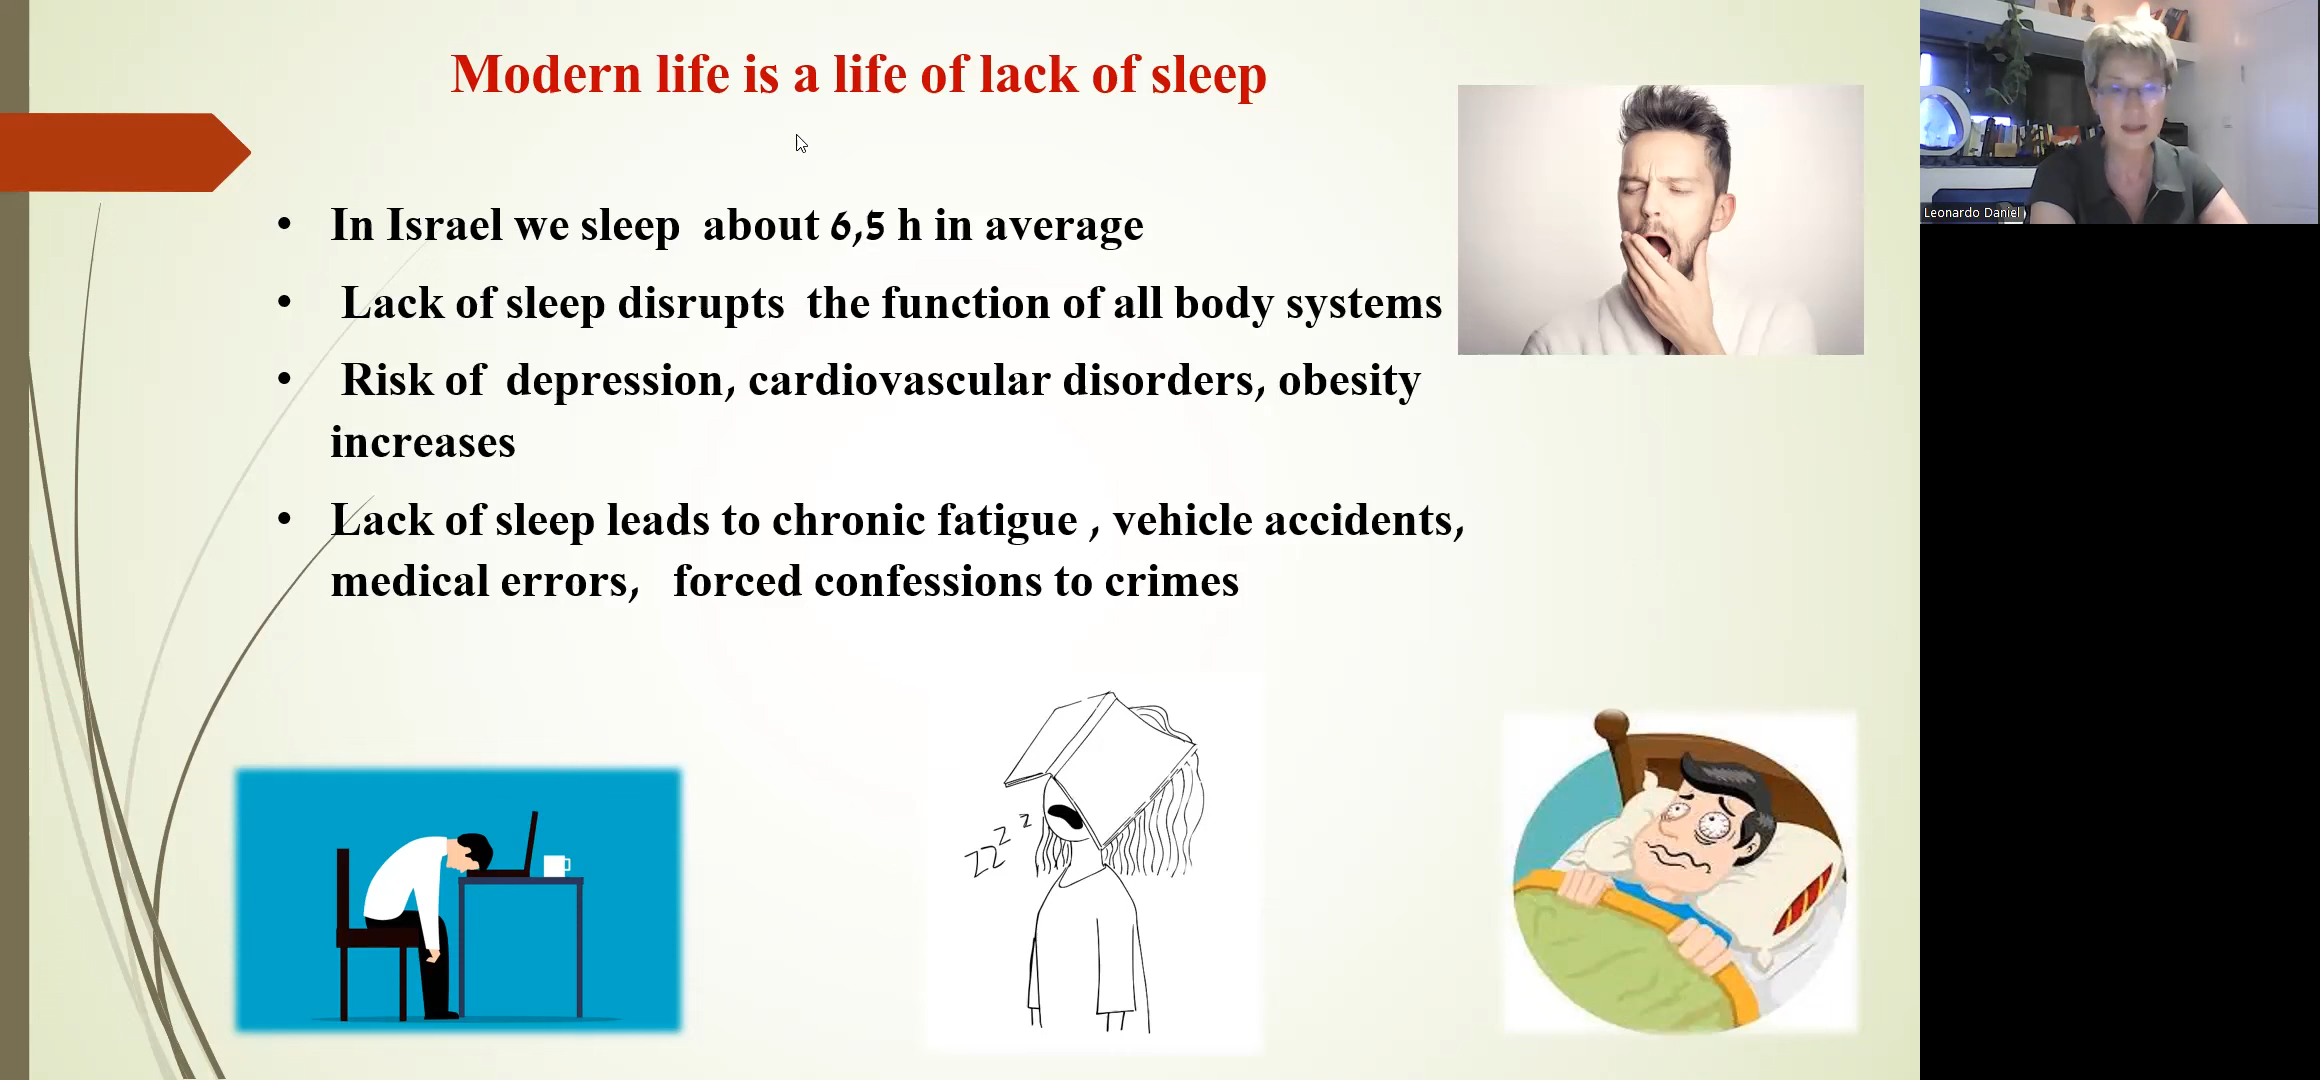 Modern life is a life of lack of sleep
• In Israel we sleep about 6,5 h in average
• Lack of sleep disrupts the function of all body systems
• Risk of depression, cardiovascular disorders, obesity
increases
• Lack of sleep leads to chronic fatigue , vehicle accidents,
medical errors, forced confessions to crimes
zzzz
Leonardo Daniel